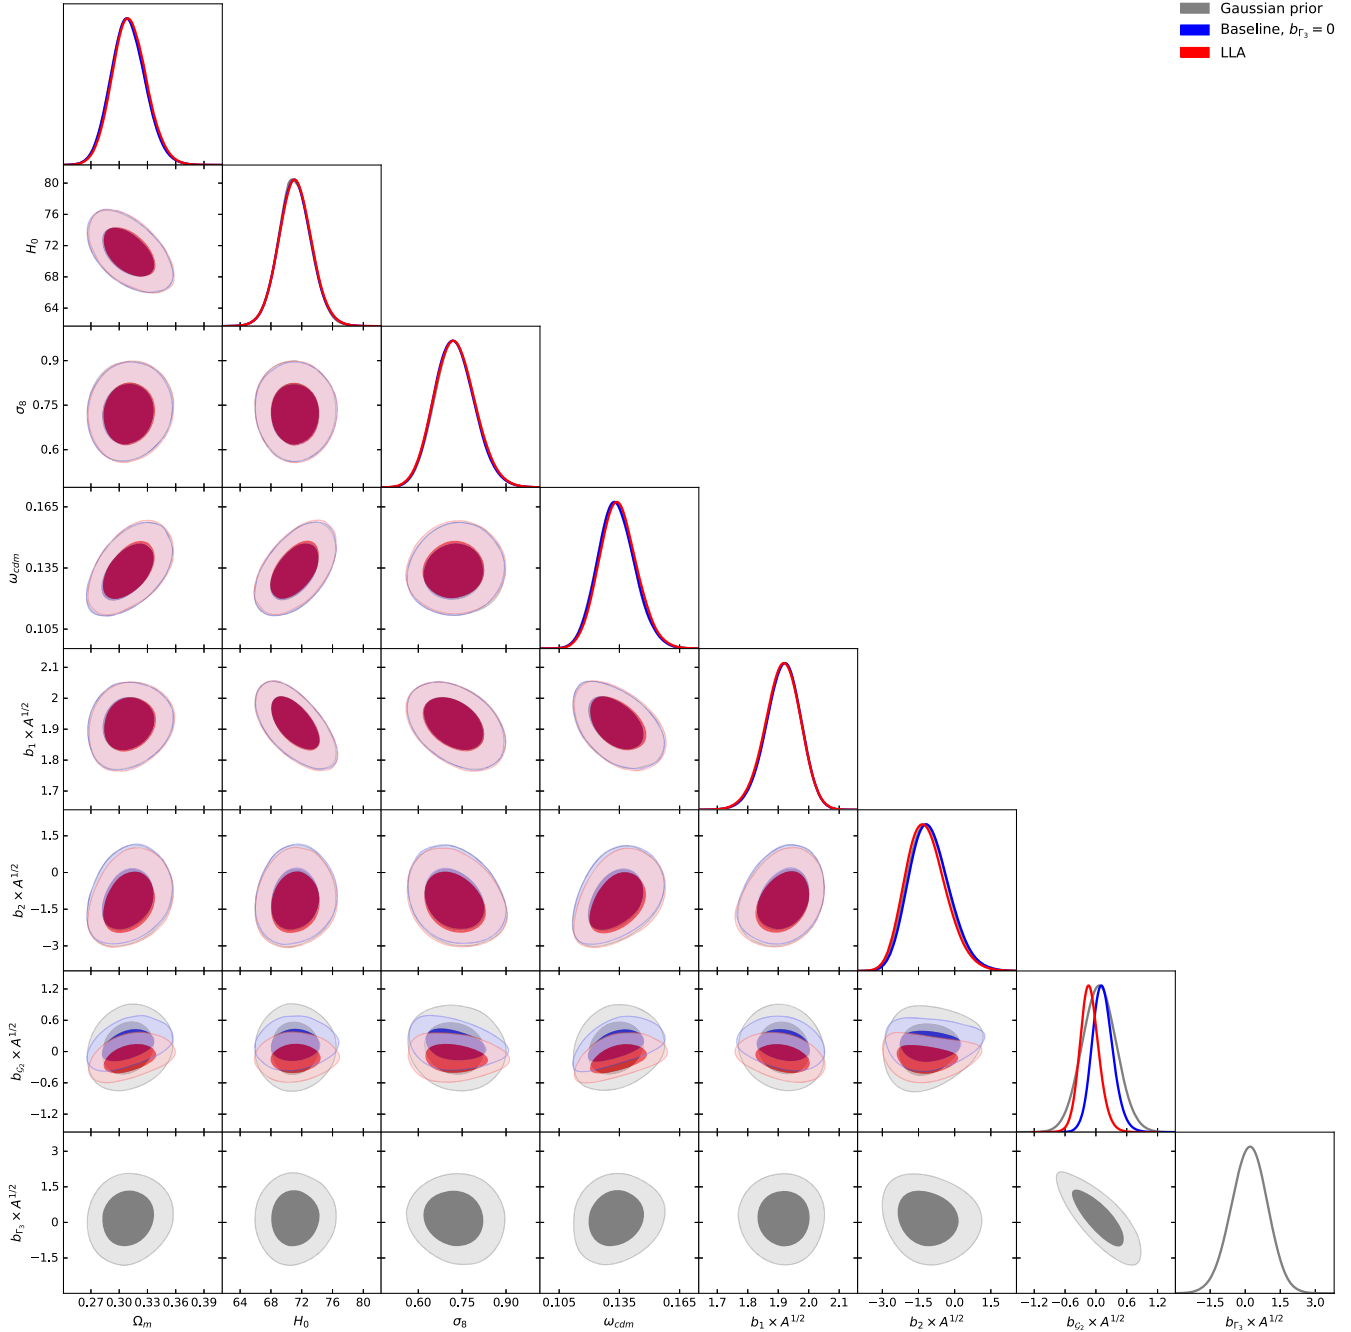 Gaussian prior
Baseline, $b_{\Gamma_3} = 0$
LLA
80
76
72
68
64
$H_0$
0.9
0.75
0.6
$\sigma_8$
0.165
0.135
0.105
$\omega_{cdm}$
2.1
2
1.9
1.8
1.7
$b_1 \times A^{1/2}$
1.5
0
−1.5
−3
$b_2 \times A^{1/2}$
1.2
0.6
0
−0.6
−1.2
$b_{\mathcal{G}_2} \times A^{1/2}$
3
1.5
0
−1.5
$b_{\Gamma_3} \times A^{1/2}$
0.27 0.30 0.33 0.36 0.39
64 68 72 76 80
0.60 0.75 0.90
0.105 0.135 0.165
1.7 1.8 1.9 2.0 2.1
−3.0 −1.5 0.0 1.5
−1.2 −0.6 0.0 0.6 1.2
−1.5 0.0 1.5 3.0
$\Omega_m$
$H_0$
$\sigma_8$
$\omega_{cdm}$
$b_1 \times A^{1/2}$
$b_2 \times A^{1/2}$
$b_{\mathcal{G}_2} \times A^{1/2}$
$b_{\Gamma_3} \times A^{1/2}$